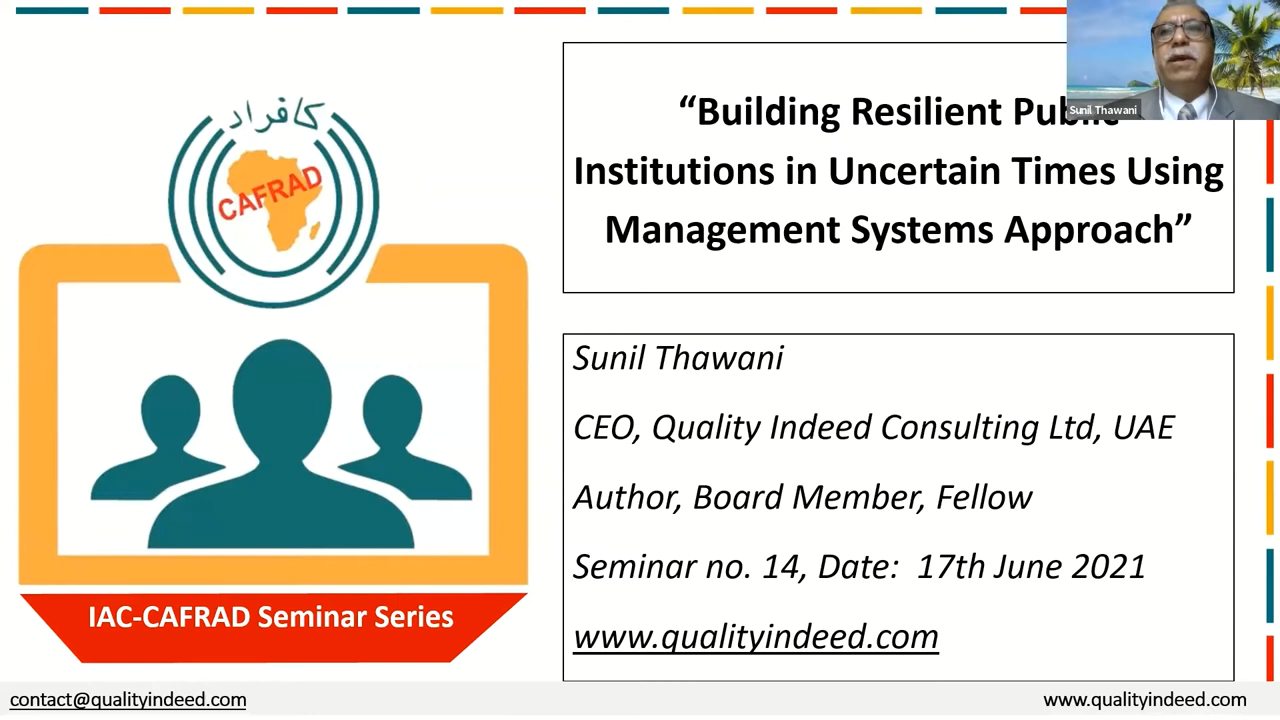 كافراد
CAFRAD
IAC-CAFRAD Seminar Series
“Building Resilient Public
Institutions in Uncertain Times Using
Management Systems Approach”
Sunil Thawani
Sunil Thawani
CEO, Quality Indeed Consulting Ltd, UAE
Author, Board Member, Fellow
Seminar no. 14, Date: 17th June 2021
www.qualityindeed.com
contact@qualityindeed.com
www.qualityindeed.com